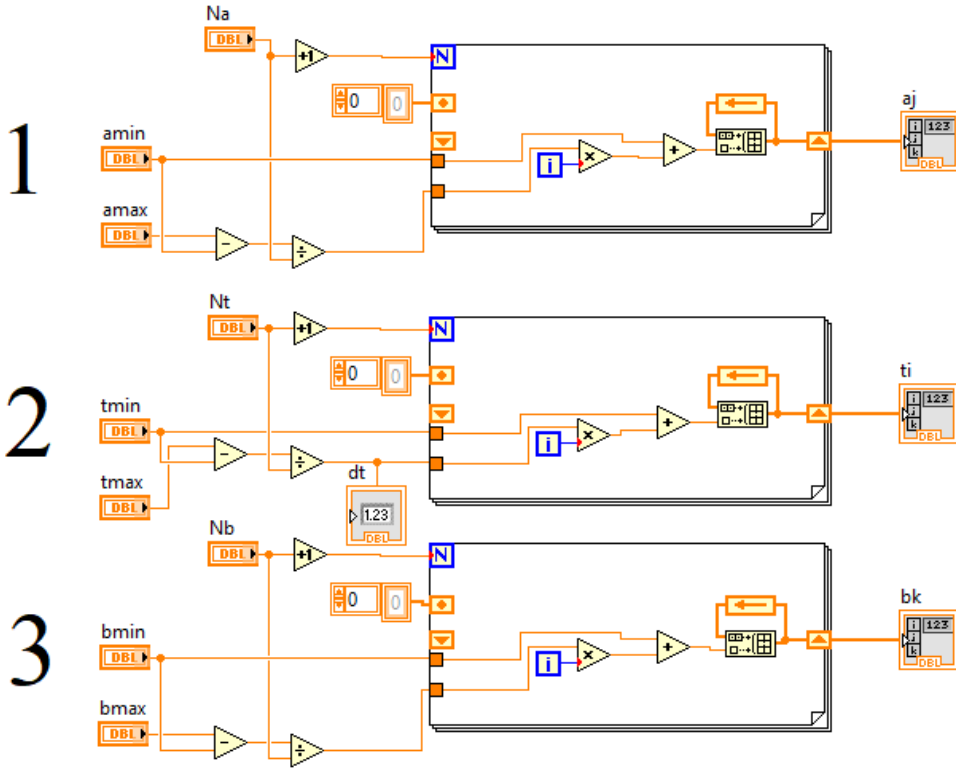 1
Na
DBL
+1
N
0 0
amin
DBL
i
x
+
aj
i
j
k
123
DBL
amax
DBL
-
÷
2
Nt
DBL
+1
N
0 0
tmin
DBL
i
x
+
ti
i
j
k
123
DBL
tmax
DBL
-
÷
dt
1.23
DBL
3
Nb
DBL
+1
N
0 0
bmin
DBL
i
x
+
bk
i
j
k
123
DBL
bmax
DBL
-
÷